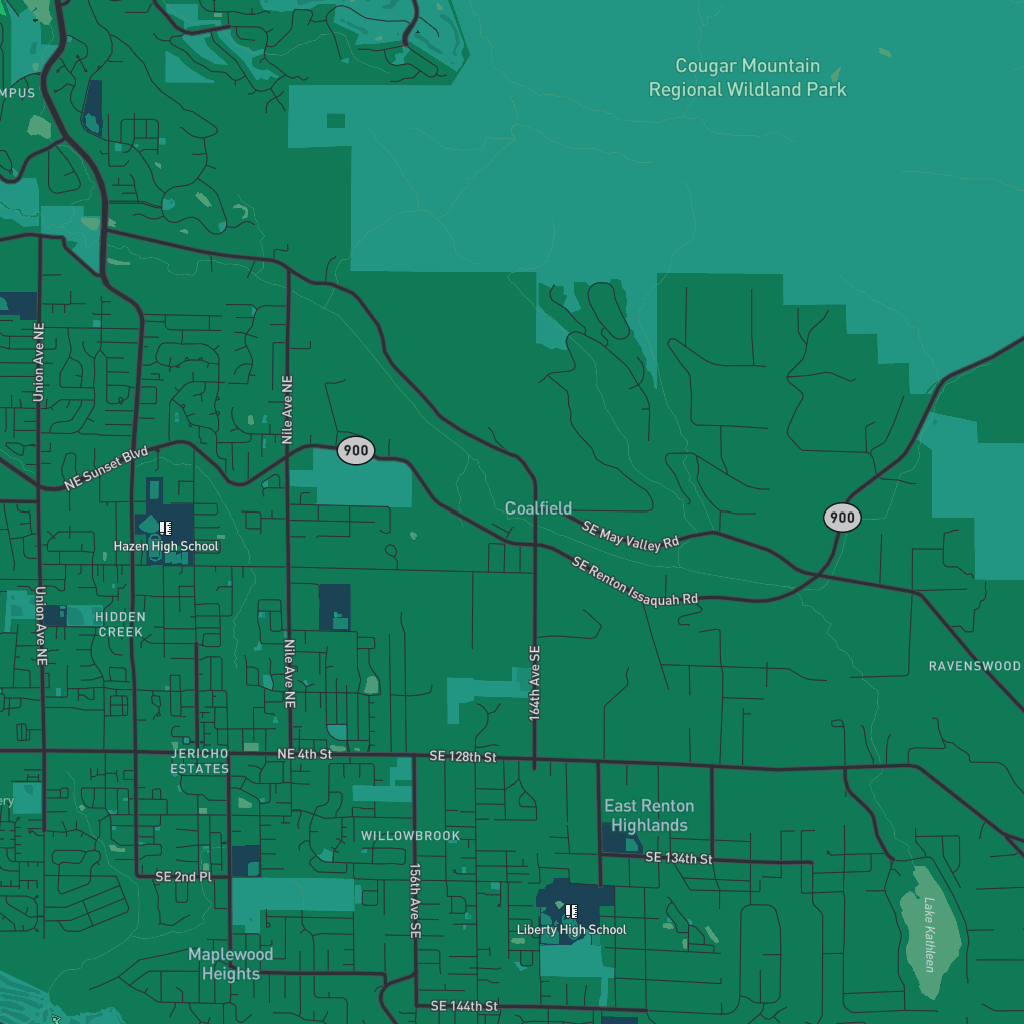 Cougar Mountain
Regional Wildland Park
MPUS
Union Ave NE
Nile Ave NE
NE Sunset Blvd
900
Coalfield
900
SE May Valley Rd
Hazen High School
SE Renton Issaquah Rd
Union Ave NE
HIDDEN
CREEK
Nile Ave NE
164th Ave SE
RAVENSWOOD
JERICHO
ESTATES
NE 4th St
SE 128th St
ery
East Renton
Highlands
WILLOWBROOK
SE 134th St
SE 2nd Pl
156th Ave SE
Liberty High School
Lake Kathleen
Maplewood
Heights
SE 144th St